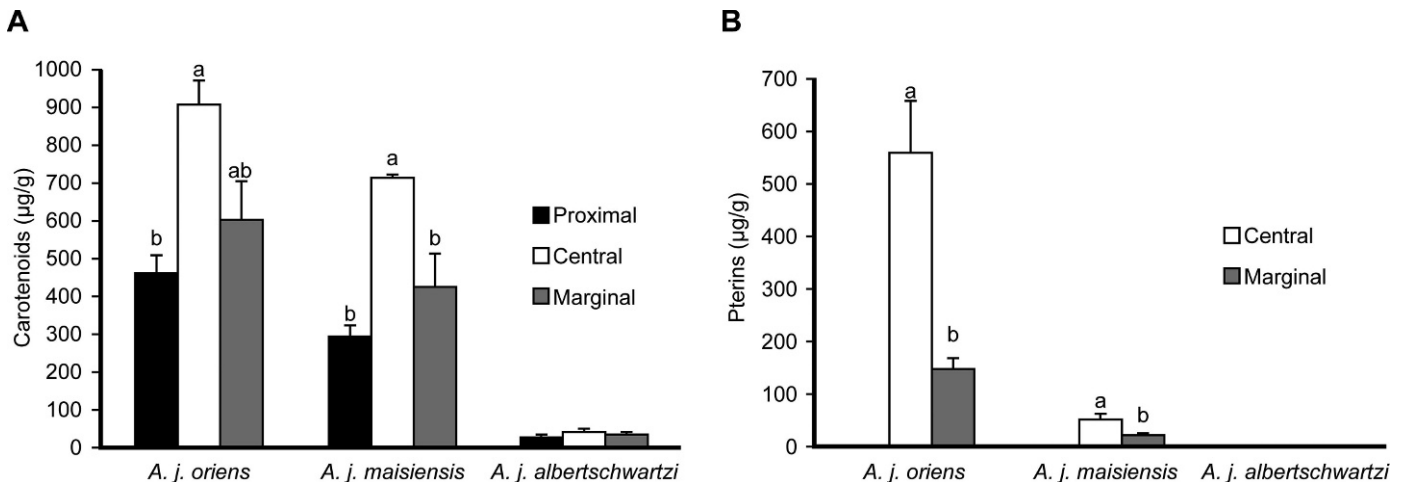 A
Carotenoids (µg/g)
1000
900
800
700
600
500
400
300
200
100
0
b
a
ab
b
a
b
Proximal
Central
Marginal
A. j. oriens
A. j. maisiensis
A. j. albertschwartzi
B
Pterins (µg/g)
700
600
500
400
300
200
100
0
a
b
a
b
Central
Marginal
A. j. oriens
A. j. maisiensis
A. j. albertschwartzi